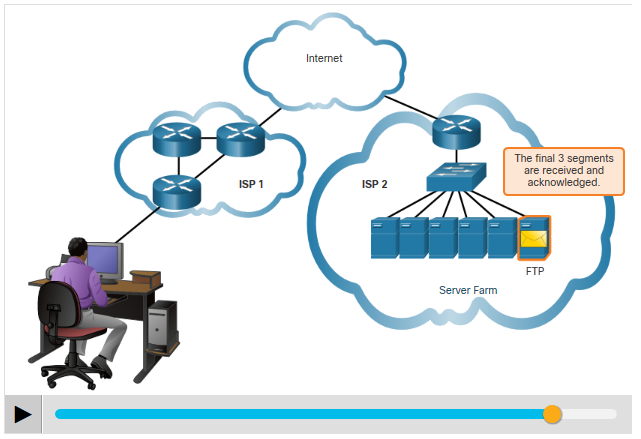 Internet
ISP 1
ISP 2
The final 3 segments
are received and
acknowledged.
FTP
Server Farm